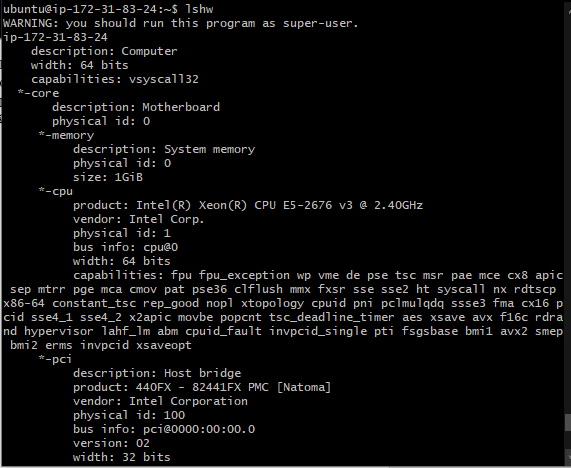 ubuntu@ip-172-31-83-24:~$ lshw
WARNING: you should run this program as super-user.
ip-172-31-83-24
description: Computer
width: 64 bits
capabilities: vsyscall32
*-core
description: Motherboard
physical id: 0
*-memory
description: System memory
physical id: 0
size: 1GiB
*-cpu
product: Intel(R) Xeon(R) CPU E5-2676 v3 @ 2.40GHz
vendor: Intel Corp.
physical id: 1
bus info: cpu@0
width: 64 bits
capabilities: fpu fpu_exception wp vme de pse tsc msr pae mce cx8 apic
sep mtrr pge mca cmov pat pse36 clflush mmx fxsr sse sse2 ht syscall nx rdtscp
x86-64 constant_tsc rep_good nopl xtopology cpuid pni pclmulqdq ssse3 fma cx16 p
cid sse4_1 sse4_2 x2apic movbe popcnt tsc_deadline_timer aes xsave avx f16c rdra
nd hypervisor lahf_lm abm cpuid_fault invpcid_single pti fsgsbase bmi1 avx2 smep
bmi2 erms invpcid xsaveopt
*-pci
description: Host bridge
product: 440FX - 82441FX PMC [Natoma]
vendor: Intel Corporation
physical id: 100
bus info: pci@0000:00:00.0
version: 02
width: 32 bits